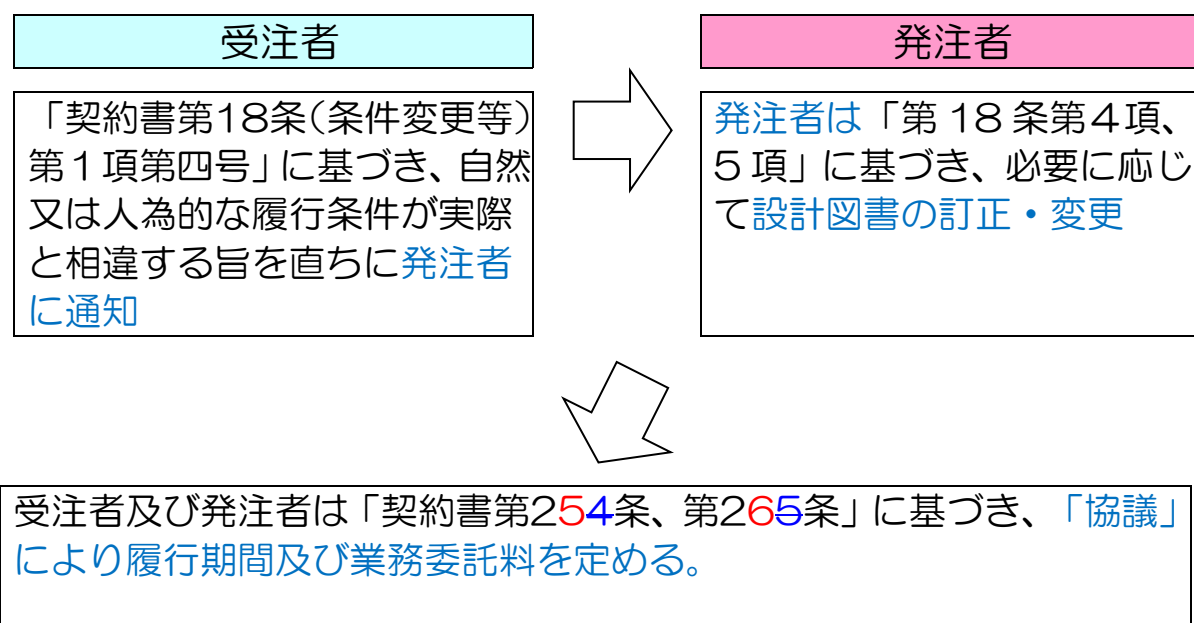 受注者
発注者
「契約書第18条(条件変更等)
第1項第四号」に基づき、自然
又は人為的な履行条件が実際
と相違する旨を直ちに発注者
に通知
発注者は「第 18 条第4項、
5 項」に基づき、必要に応じ
て設計図書の訂正・変更
受注者及び発注者は「契約書第254条、第265条」に基づき、「協議」
により履行期間及び業務委託料を定める。